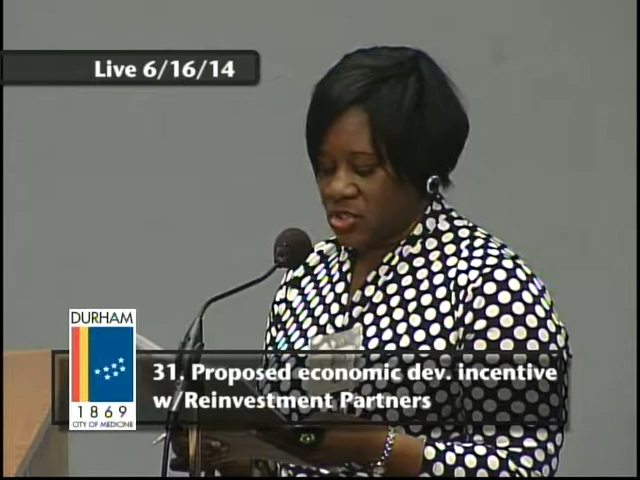 Live 6/16/14
DURHAM
1869
CITY OF MEDICINE
31. Proposed economic dev. incentive
w/Reinvestment Partners